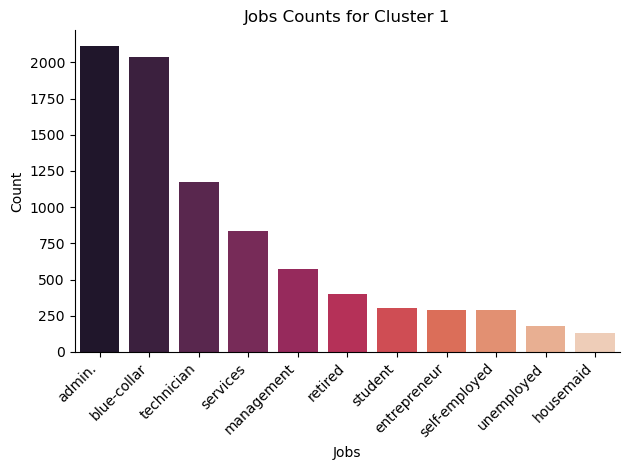 Jobs Counts for Cluster 1
Count
2000
1750
1500
1250
1000
750
500
250
0
admin.
blue-collar
technician
services
management
retired
student
entrepreneur
self-employed
unemployed
housemaid
Jobs